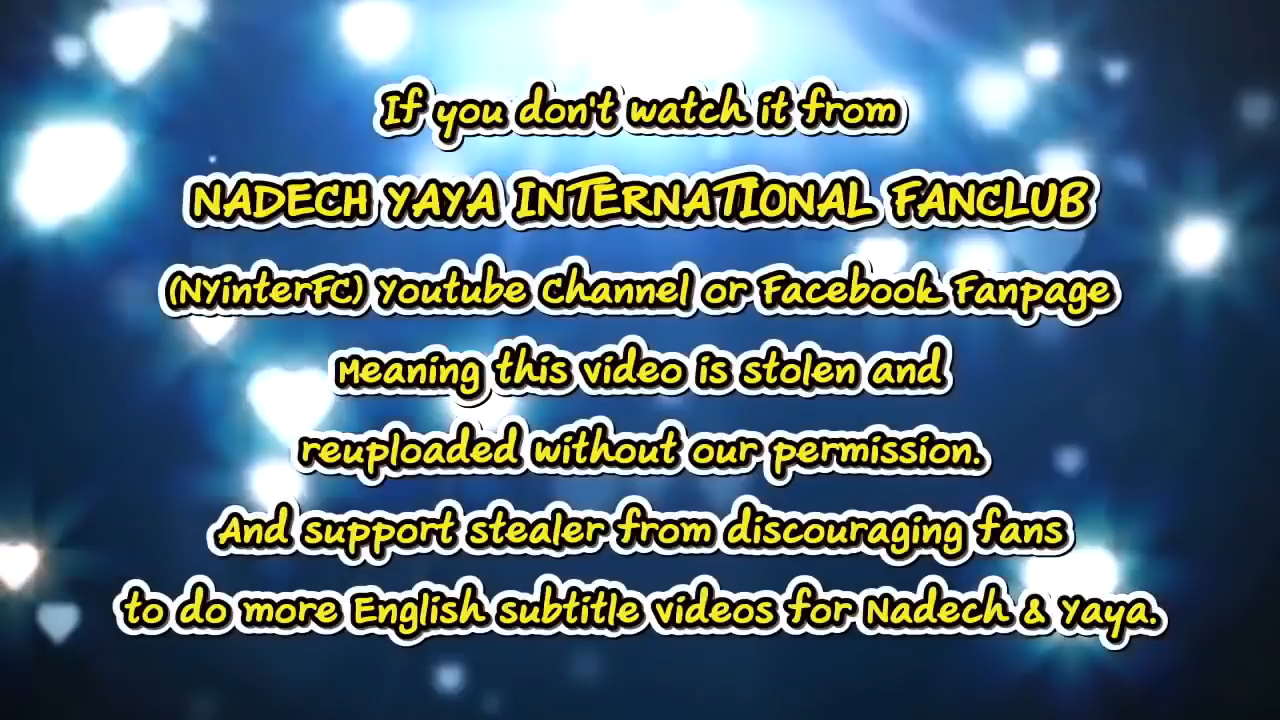 If you don't watch it from
NADECH YAYA INTERNATIONAL FANCLUB
(NYinterFC) Youtube Channel or Facebook Fanpage
Meaning this video is stolen and
reuploaded without our permission.
And support stealer from discouraging fans
to do more English subtitle videos for Nadech & Yaya.